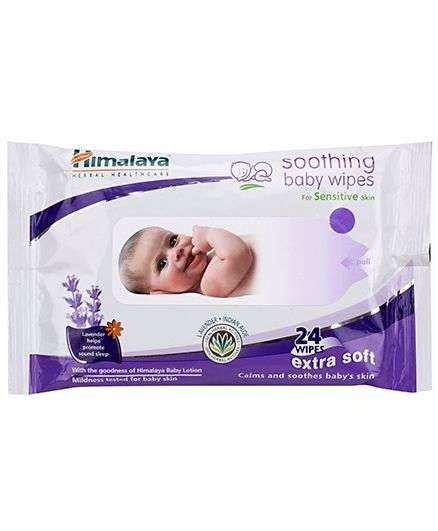 Himalaya
HERBAL HEALTHCARE
soothing
baby wipes
For Sensitive skin
pull
Lavender
helps
promote
sound sleep
LAVENDER • INDIAN ALOE
24
WIPES
extra soft
With the goodness of Himalaya Baby Lotion
Mildness tested for baby skin
Calms and soothes baby's skin